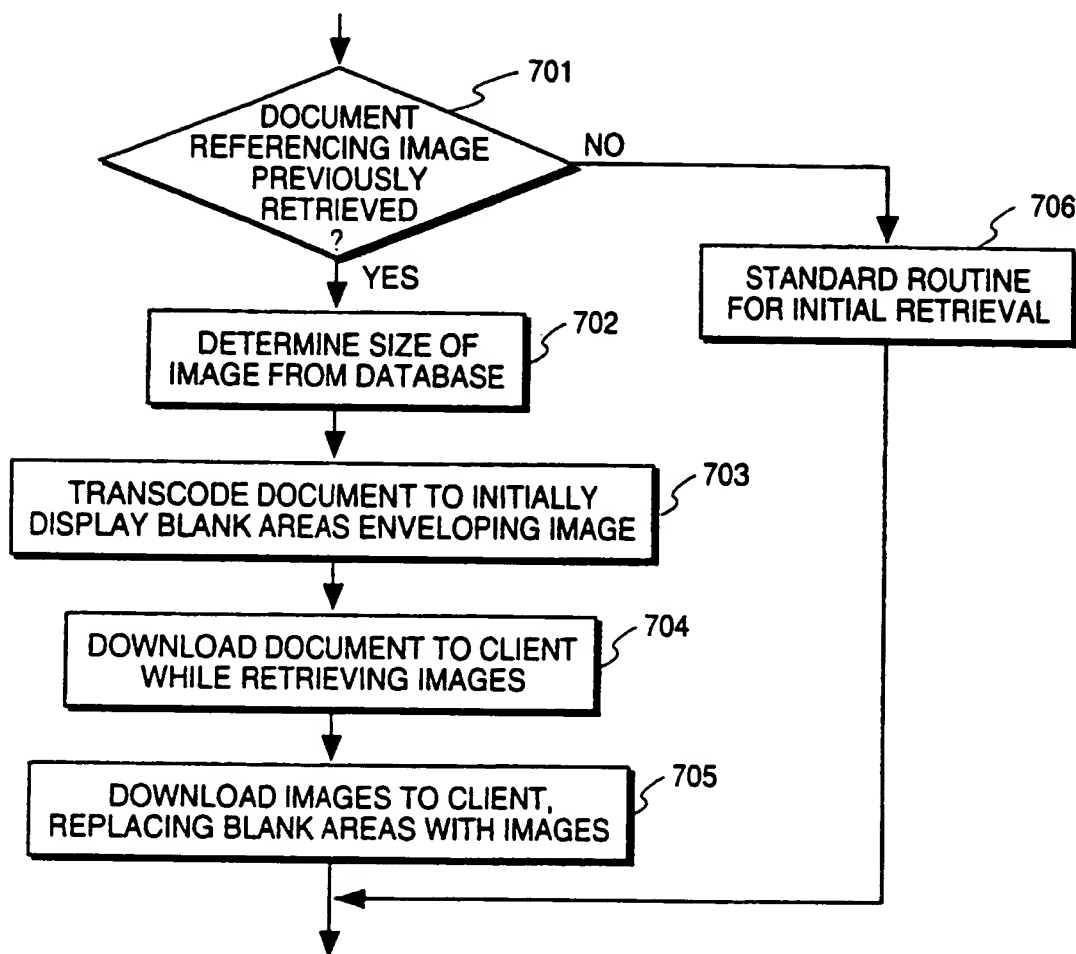 701
DOCUMENT
REFERENCING IMAGE
PREVIOUSLY
RETRIEVED
?
NO
YES
706
STANDARD ROUTINE
FOR INITIAL RETRIEVAL
702
DETERMINE SIZE OF
IMAGE FROM DATABASE
703
TRANSCODE DOCUMENT TO INITIALLY
DISPLAY BLANK AREAS ENVELOPING IMAGE
704
DOWNLOAD DOCUMENT TO CLIENT
WHILE RETRIEVING IMAGES
705
DOWNLOAD IMAGES TO CLIENT,
REPLACING BLANK AREAS WITH IMAGES